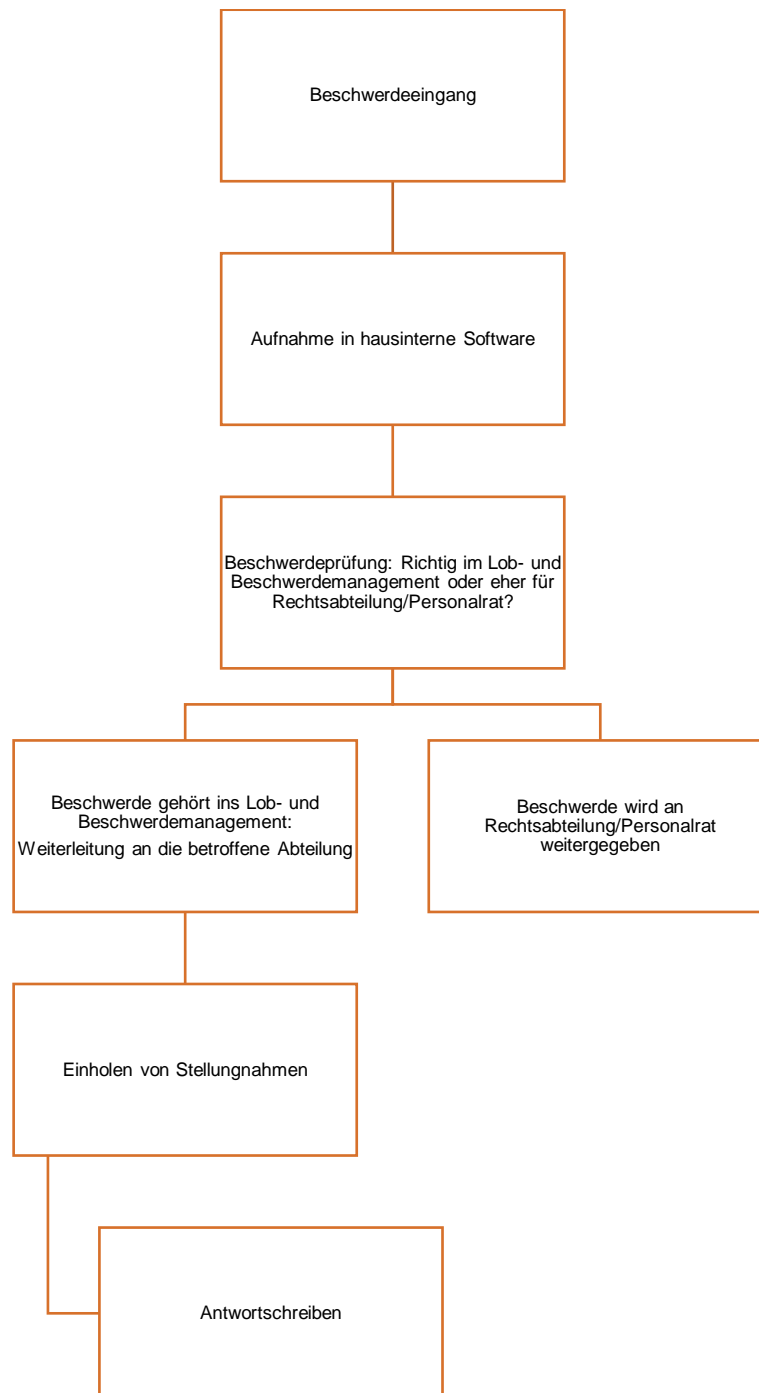 Beschwerdeeingang
Aufnahme in hausinterne Software
Beschwerdeprüfung: Richtig im Lob- und
Beschwerdemanagement oder eher für
Rechtsabteilung/Personalrat?
Beschwerde gehört ins Lob- und
Beschwerdemanagement:
Weiterleitung an die betroffene Abteilung
Beschwerde wird an
Rechtsabteilung/Personalrat
weitergegeben
Einholen von Stellungnahmen
Antwortschreiben